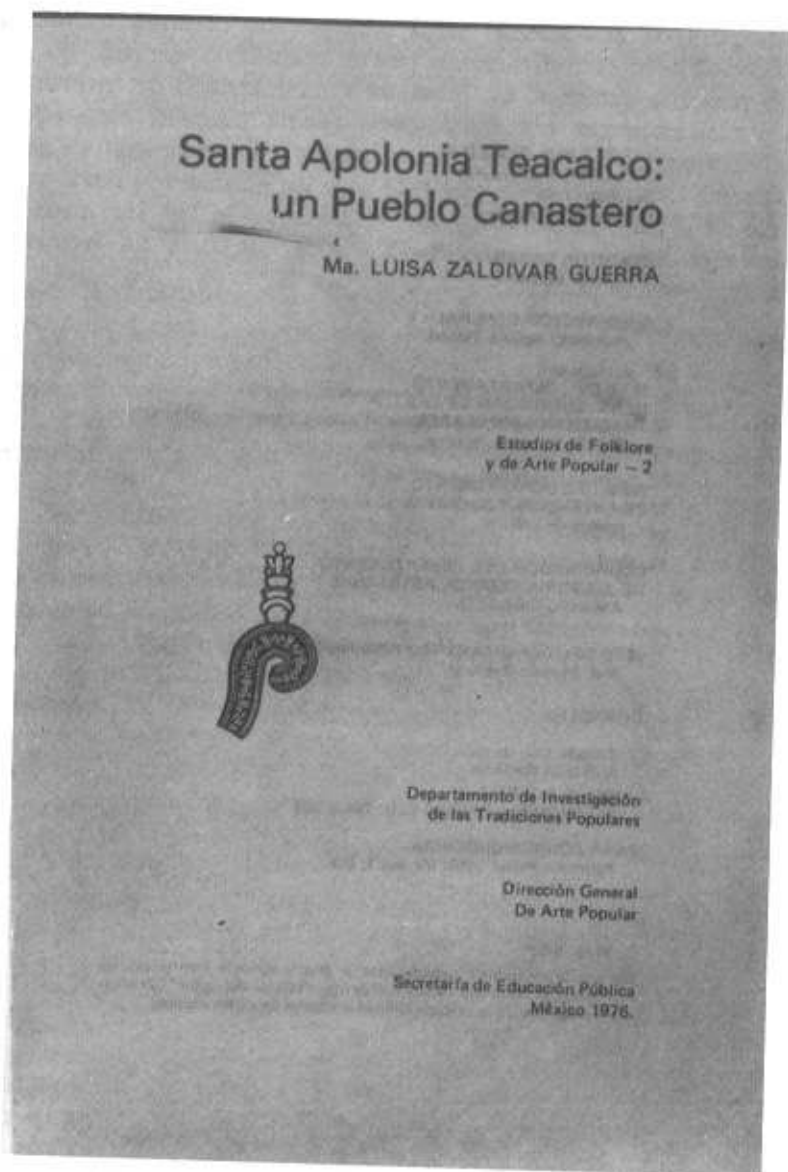 Santa Apolonia Teacalco:
un Pueblo Canastero
Ma. LUISA ZALDIVAR GUERRA
Estudios de Folklore
y de Arte Popular — 2
Departamento de Investigación
de las Tradiciones Populares
Dirección General
De Arte Popular
Secretaría de Educación Pública
México 1976.